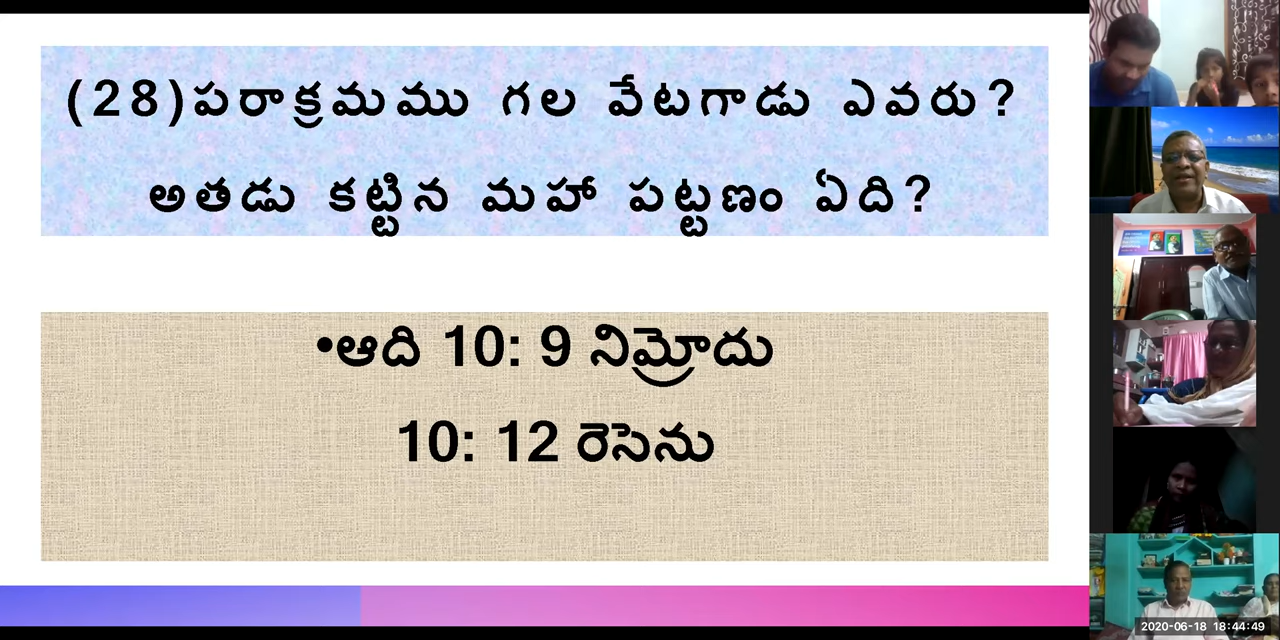 (28)పరాక్రమము గల వేటగాడు ఎవరు?
అతడు కట్టిన మహా పట్టణం ఏది?
•ఆది 10: 9 నిమ్రోదు
10: 12 రెసెను
2020-06-18 18:44:49